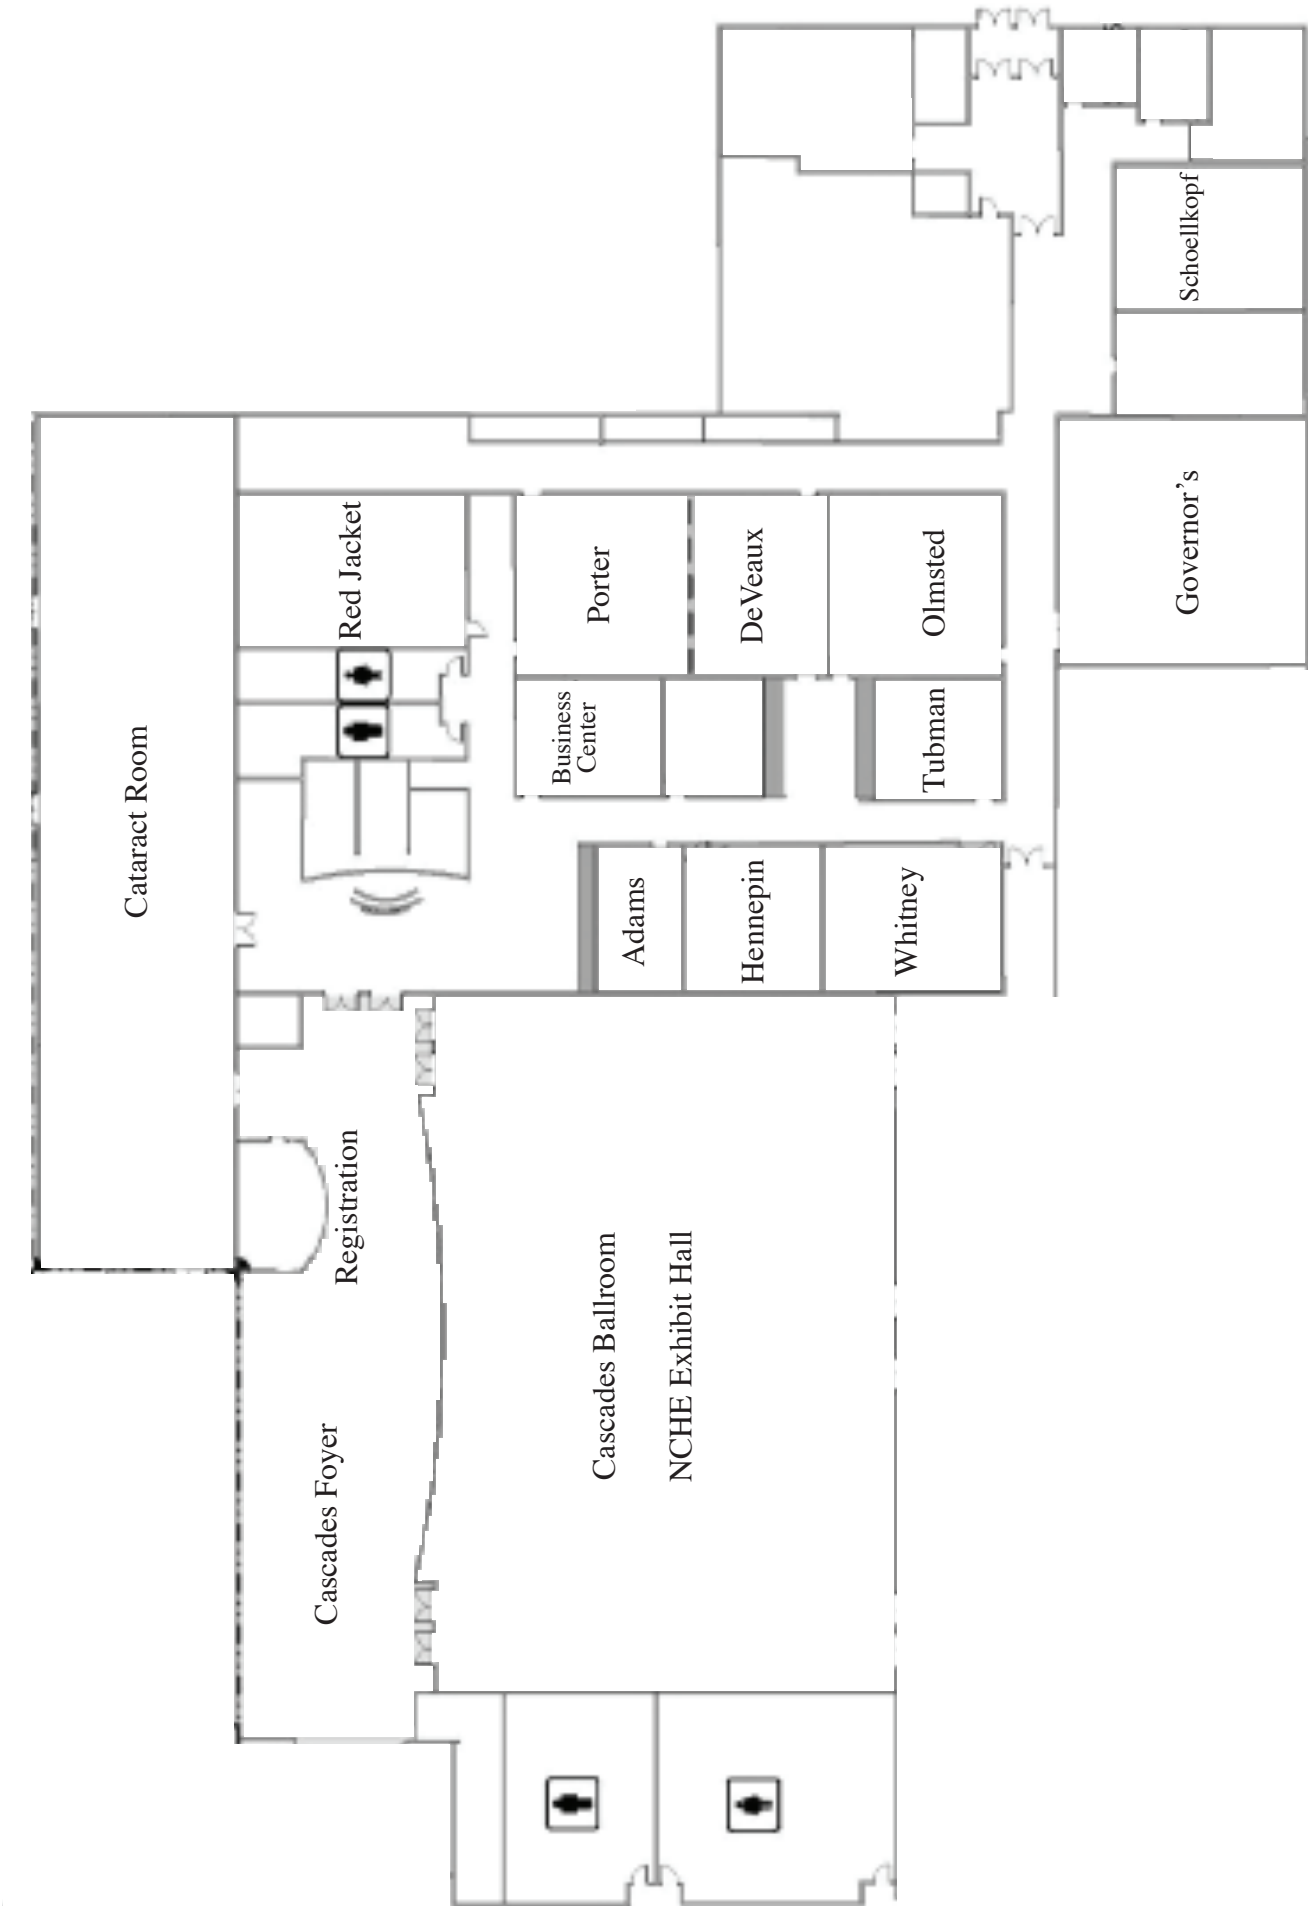 Schoellkopf
Governor's
Red Jacket
Porter
DeVeaux
Olmsted
Business
Center
Tubman
Cataract Room
Adams
Hennepin
Whitney
Registration
Cascades Foyer
Cascades Ballroom
NCHE Exhibit Hall